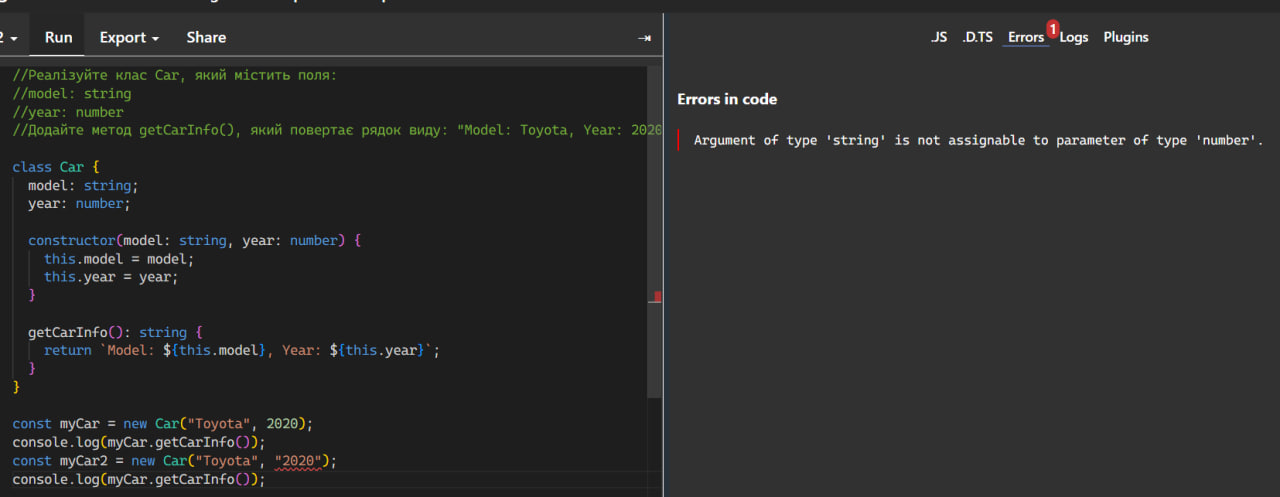 2
Run
Export
Share
.JS
.D.TS
Errors
1
Logs
Plugins
//Реалізуйте клас Car, який містить поля:
//model: string
//year: number
//Додайте метод getCarInfo(), який повертає рядок виду: "Model: Toyota, Year: 2020
class Car {
model: string;
year: number;
constructor(model: string, year: number) {
this.model = model;
this.year = year;
}
getCarInfo(): string {
return `Model: ${this.model}, Year: ${this.year}`;
}
}
const myCar = new Car("Toyota", 2020);
console.log(myCar.getCarInfo());
const myCar2 = new Car("Toyota", "2020");
console.log(myCar.getCarInfo());
Errors in code
Argument of type 'string' is not assignable to parameter of type 'number'.